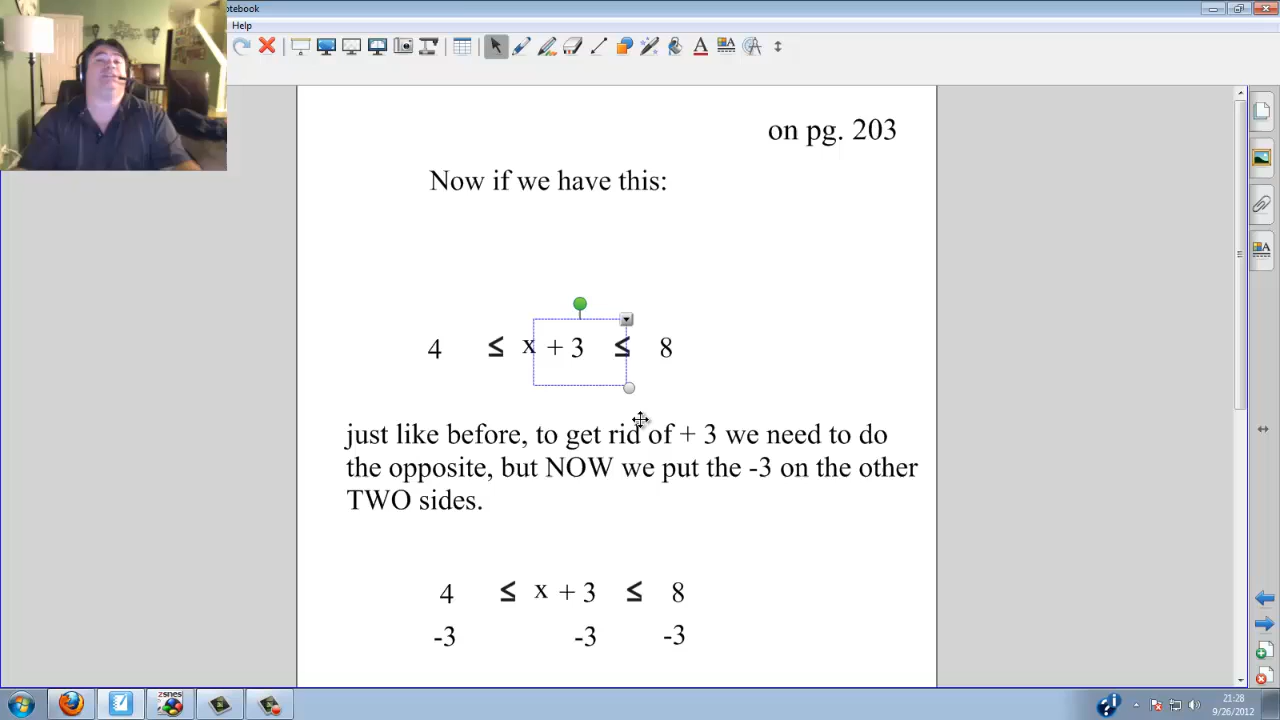 otebook
Help
on pg. 203
Now if we have this:
4 ≤ x + 3 ≤ 8
just like before, to get rid of + 3 we need to do
the opposite, but NOW we put the -3 on the other
TWO sides.
4 ≤ x + 3 ≤ 8
-3 -3 -3
zsnes
21:28
9/26/2012